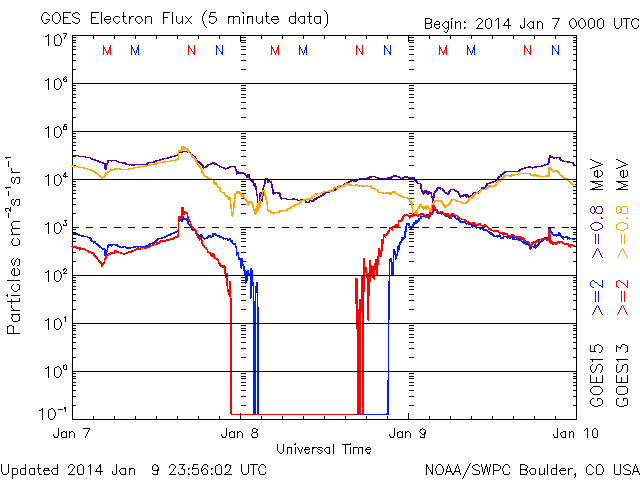 GOES Electron Flux (5 minute data)
Begin: 2014 Jan 7 0000 UTC
10⁷
M M N N M M N N M M N N
10⁶
10⁵
10⁴
10³
10²
10¹
10⁰
10⁻¹
Particles cm⁻²s⁻¹sr⁻¹
Jan 7 Jan 8 Jan 9 Jan 10
Universal Time
GOES15 >=2 >=0.8 MeV
GOES13 >=2 >=0.8 MeV
Updated 2014 Jan 9 23:56:02 UTC
NOAA/SWPC Boulder, CO USA